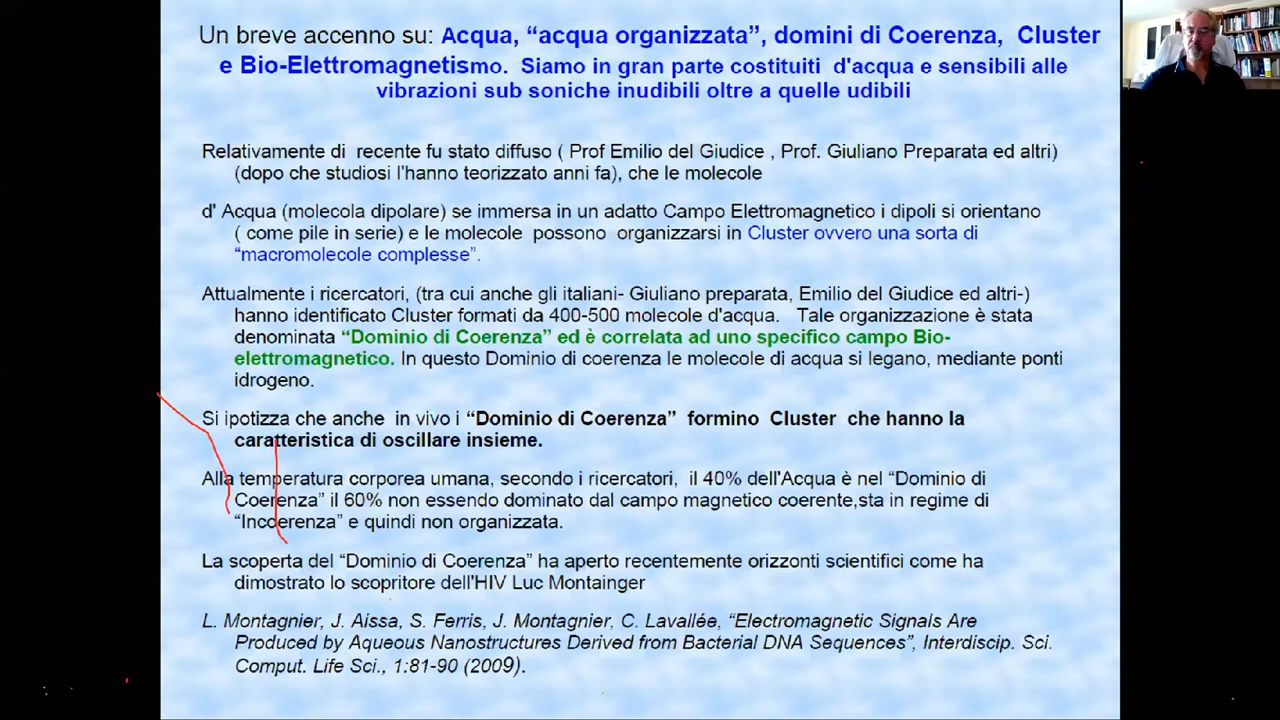 Un breve accenno su: Acqua, “acqua organizzata”, domini di Coerenza, Cluster
e Bio-Elettromagnetismo. Siamo in gran parte costituiti d'acqua e sensibili alle
vibrazioni sub soniche inudibili oltre a quelle udibili
Relativamente di recente fu stato diffuso ( Prof Emilio del Giudice , Prof. Giuliano Preparata ed altri)
(dopo che studiosi l'hanno teorizzato anni fa), che le molecole
d' Acqua (molecola dipolare) se immersa in un adatto Campo Elettromagnetico i dipoli si orientano
( come pile in serie) e le molecole possono organizzarsi in Cluster ovvero una sorta di
“macromolecole complesse”.
Attualmente i ricercatori, (tra cui anche gli italiani- Giuliano preparata, Emilio del Giudice ed altri-)
hanno identificato Cluster formati da 400-500 molecole d'acqua. Tale organizzazione è stata
denominata “Dominio di Coerenza” ed è correlata ad uno specifico campo Bio-
elettromagnetico. In questo Dominio di coerenza le molecole di acqua si legano, mediante ponti
idrogeno.
Si ipotizza che anche in vivo i “Dominio di Coerenza” formino Cluster che hanno la
caratteristica di oscillare insieme.
Alla temperatura corporea umana, secondo i ricercatori, il 40% dell'Acqua è nel “Dominio di
Coerenza” il 60% non essendo dominato dal campo magnetico coerente,sta in regime di
“Incoerenza” e quindi non organizzata.
La scoperta del “Dominio di Coerenza” ha aperto recentemente orizzonti scientifici come ha
dimostrato lo scopritore dell'HIV Luc Montainger
L. Montagnier, J. Aissa, S. Ferris, J. Montagnier, C. Lavallée, “Electromagnetic Signals Are
Produced by Aqueous Nanostructures Derived from Bacterial DNA Sequences”, Interdiscip. Sci.
Comput. Life Sci., 1:81-90 (2009).